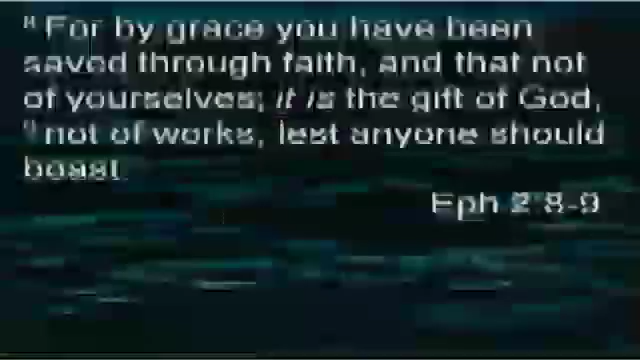 8 For by grace you have been
saved through faith, and that not
of yourselves; it is the gift of God,
9 not of works, lest anyone should
boast.
Eph 2:8-9